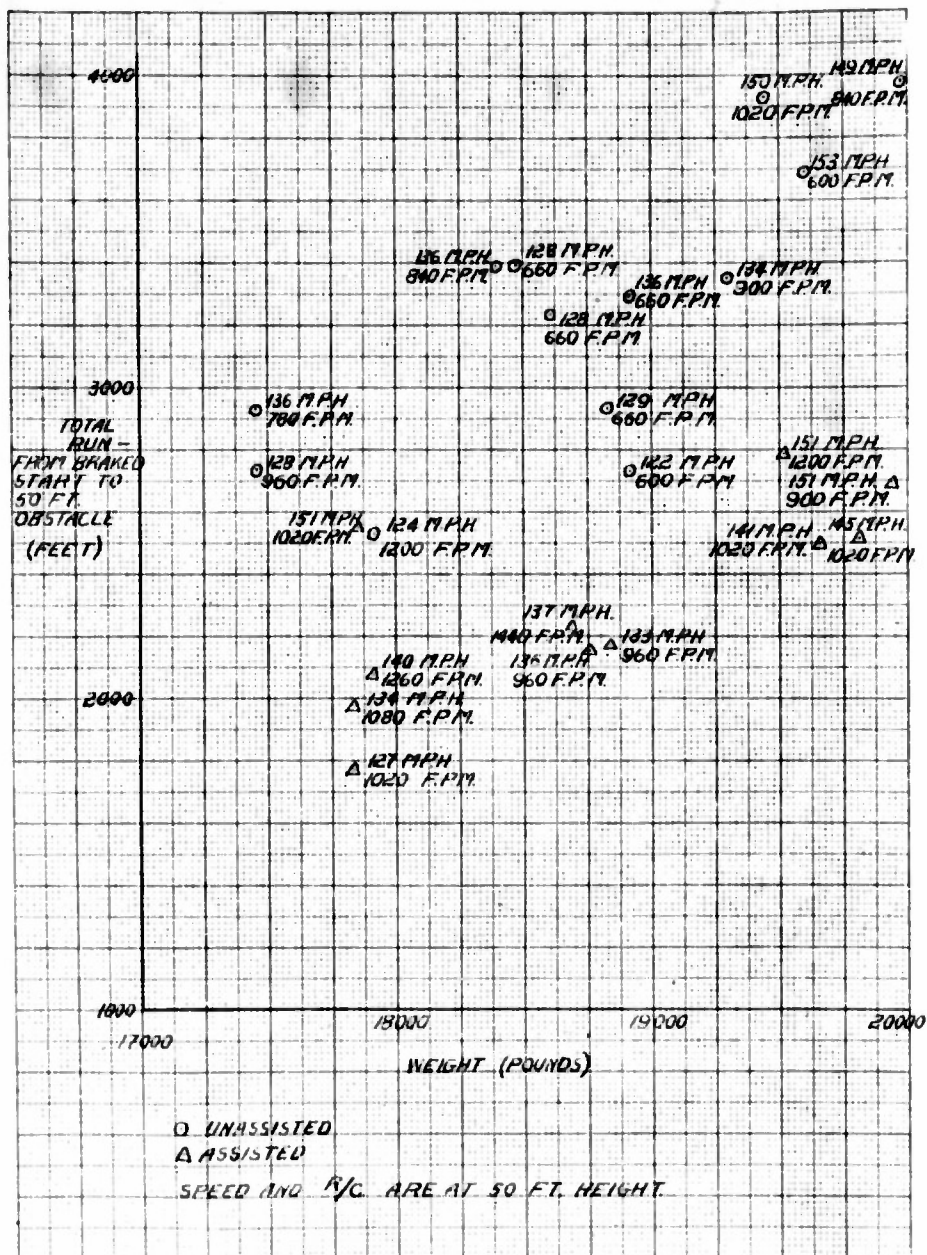 4000
149 M.P.H.
840 F.P.M.
150 M.P.H.
1020 F.P.M.
153 M.P.H
600 F.P.M.
136 M.P.H.
840 F.P.M.
128 M.P.H.
660 F.P.M.
134 M.P.H.
900 F.P.M.
136 M.P.H
660 F.P.M.
128 M.P.H
660 F.P.M.
3000
136 M.P.H
780 F.P.M.
129 M.P.H
660 F.P.M.
TOTAL
RUN –
FROM BRAKED
START TO
50 FT.
OBSTACLE
(FEET)
128 M.P.H
960 F.P.M.
122 M.P.H
600 F.P.M.
151 M.P.H.
1200 F.P.M.
151 M.P.H.
900 F.P.M.
151 M.P.H
1020 F.P.M.
124 M.P.H
1200 F.P.M.
141 M.P.H
1020 F.P.M.
145 M.P.H.
1020 F.P.M.
137 M.P.H.
1440 F.P.M.
133 M.P.H
960 F.P.M.
136 M.P.H
960 F.P.M.
140 M.P.H
1260 F.P.M.
2000
134 M.P.H.
1080 F.P.M.
127 M.P.H
1020 F.P.M.
1000
17000
18000
19000
20000
WEIGHT (POUNDS)
⊙ UNASSISTED
△ ASSISTED
SPEED AND R/C ARE AT 50 FT. HEIGHT.